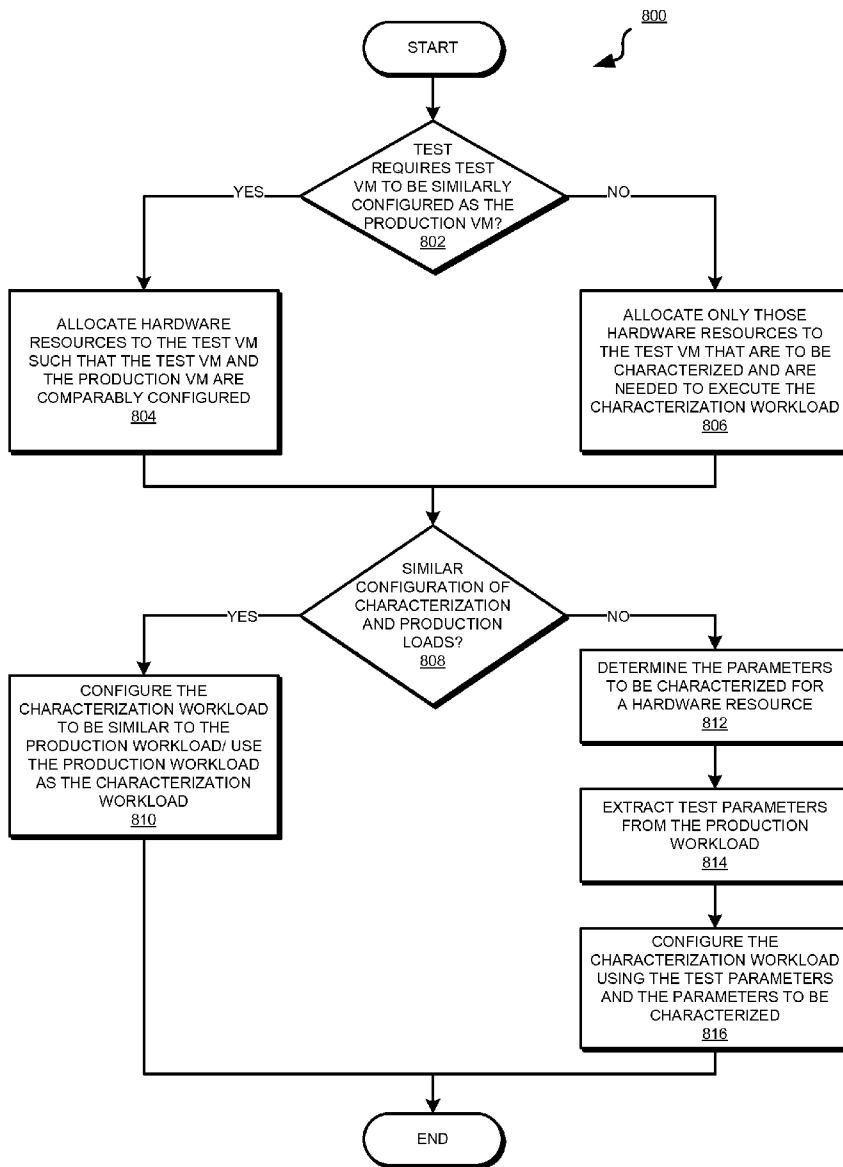 800
START
TEST
REQUIRES TEST
VM TO BE SIMILARLY
CONFIGURED AS THE
PRODUCTION VM?
802
YES
NO
ALLOCATE HARDWARE
RESOURCES TO THE TEST VM
SUCH THAT THE TEST VM AND
THE PRODUCTION VM ARE
COMPARABLY CONFIGURED
804
ALLOCATE ONLY THOSE
HARDWARE RESOURCES TO
THE TEST VM THAT ARE TO BE
CHARACTERIZED AND ARE
NEEDED TO EXECUTE THE
CHARACTERIZATION WORKLOAD
806
SIMILAR
CONFIGURATION OF
CHARACTERIZATION
AND PRODUCTION
LOADS?
808
YES
NO
CONFIGURE THE
CHARACTERIZATION WORKLOAD
TO BE SIMILAR TO THE
PRODUCTION WORKLOAD/ USE
THE PRODUCTION WORKLOAD
AS THE CHARACTERIZATION
WORKLOAD
810
DETERMINE THE PARAMETERS
TO BE CHARACTERIZED FOR
A HARDWARE RESOURCE
812
EXTRACT TEST PARAMETERS
FROM THE PRODUCTION
WORKLOAD
814
CONFIGURE THE
CHARACTERIZATION WORKLOAD
USING THE TEST PARAMETERS
AND THE PARAMETERS TO BE
CHARACTERIZED
816
END